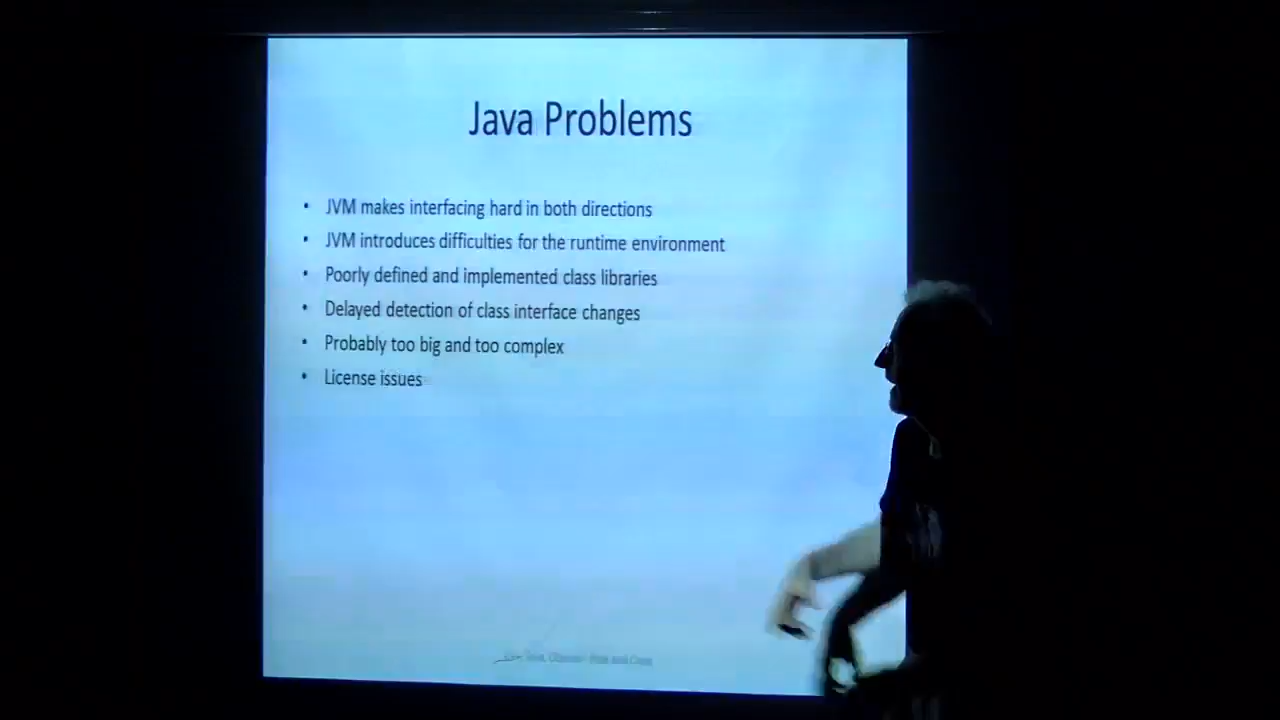 Java Problems
• JVM makes interfacing hard in both directions
• JVM introduces difficulties for the runtime environment
• Poorly defined and implemented class libraries
• Delayed detection of class interface changes
• Probably too big and too complex
• License issues